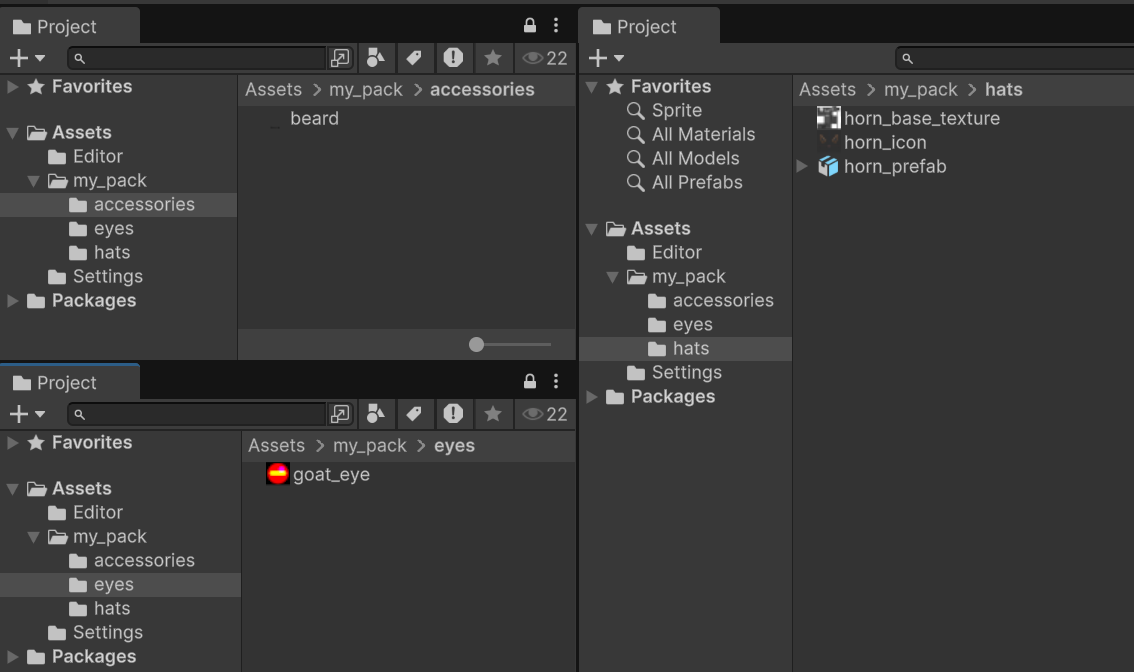 Project
22
Favorites
Assets
Editor
my_pack
accessories
eyes
hats
Settings
Packages
Assets > my_pack > accessories
beard
Project
22
Favorites
Assets
Editor
my_pack
accessories
eyes
hats
Settings
Packages
Assets > my_pack > eyes
goat_eye
Project
Favorites
Sprite
All Materials
All Models
All Prefabs
Assets
Editor
my_pack
accessories
eyes
hats
Settings
Packages
Assets > my_pack > hats
horn_base_texture
horn_icon
horn_prefab